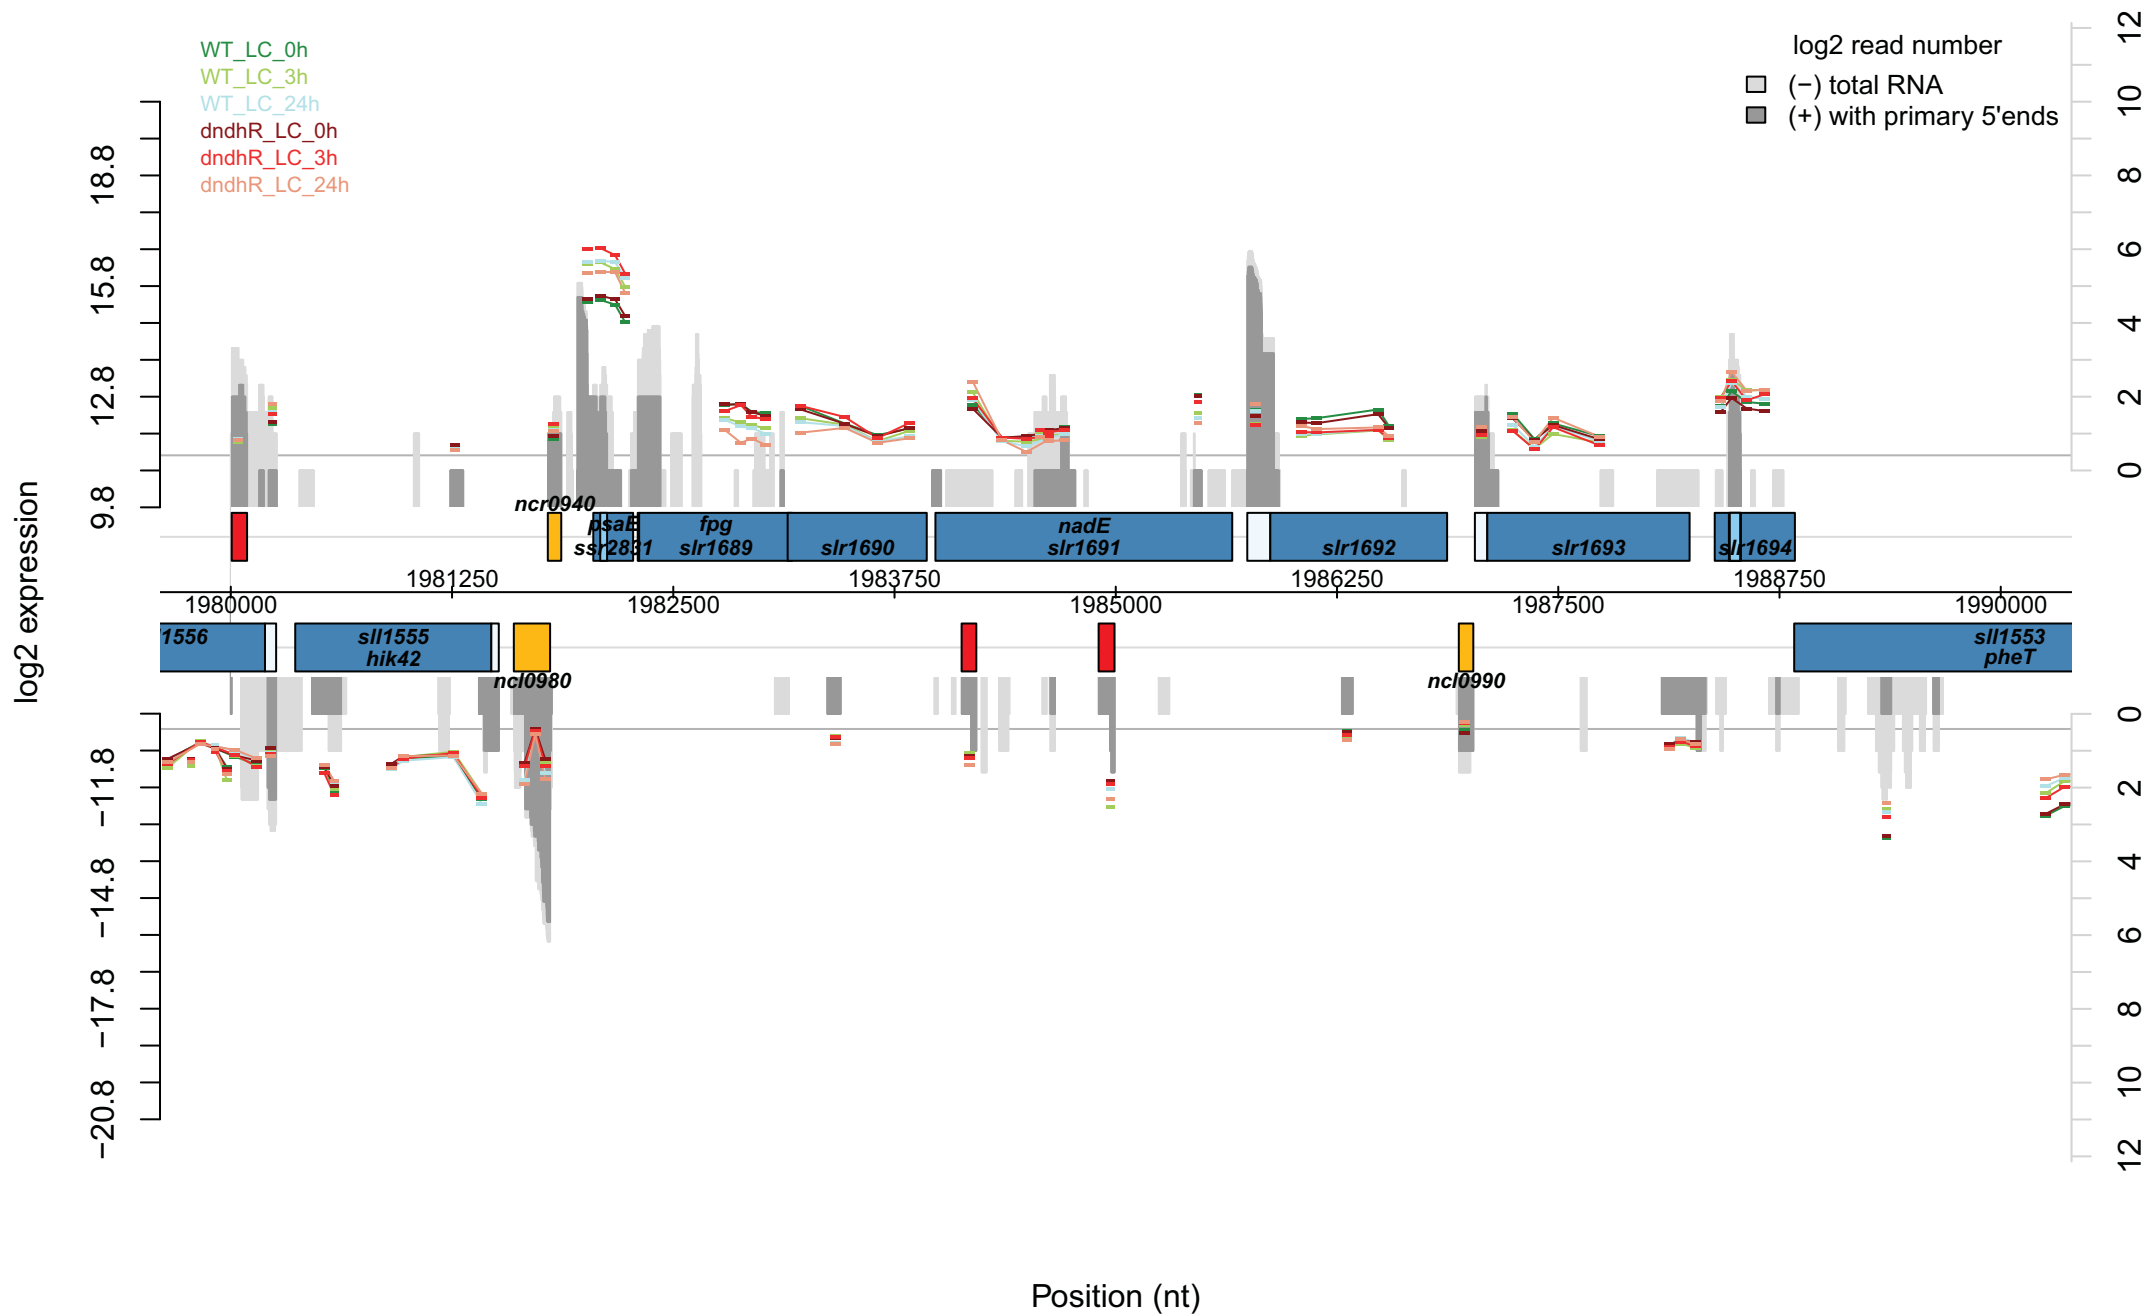 WT_LC_0h
WT_LC_3h
WT_LC_24h
dndhR_LC_0h
dndhR_LC_3h
dndhR_LC_24h
log2 read number
(−) total RNA
(+) with primary 5'ends
log2 expression
18.8
15.8
12.8
9.8
−11.8
−14.8
−17.8
−20.8
12
10
8
6
4
2
0
0
2
4
6
8
10
12
ncr0940
psaE
ssr2831
fpg
slr1689
slr1690
nadE
slr1691
slr1692
slr1693
slr1694
1981250
1983750
1986250
1988750
1980000
1982500
1985000
1987500
1990000
1556
sll1555
hik42
ncl0980
ncl0990
sll1553
pheT
Position (nt)